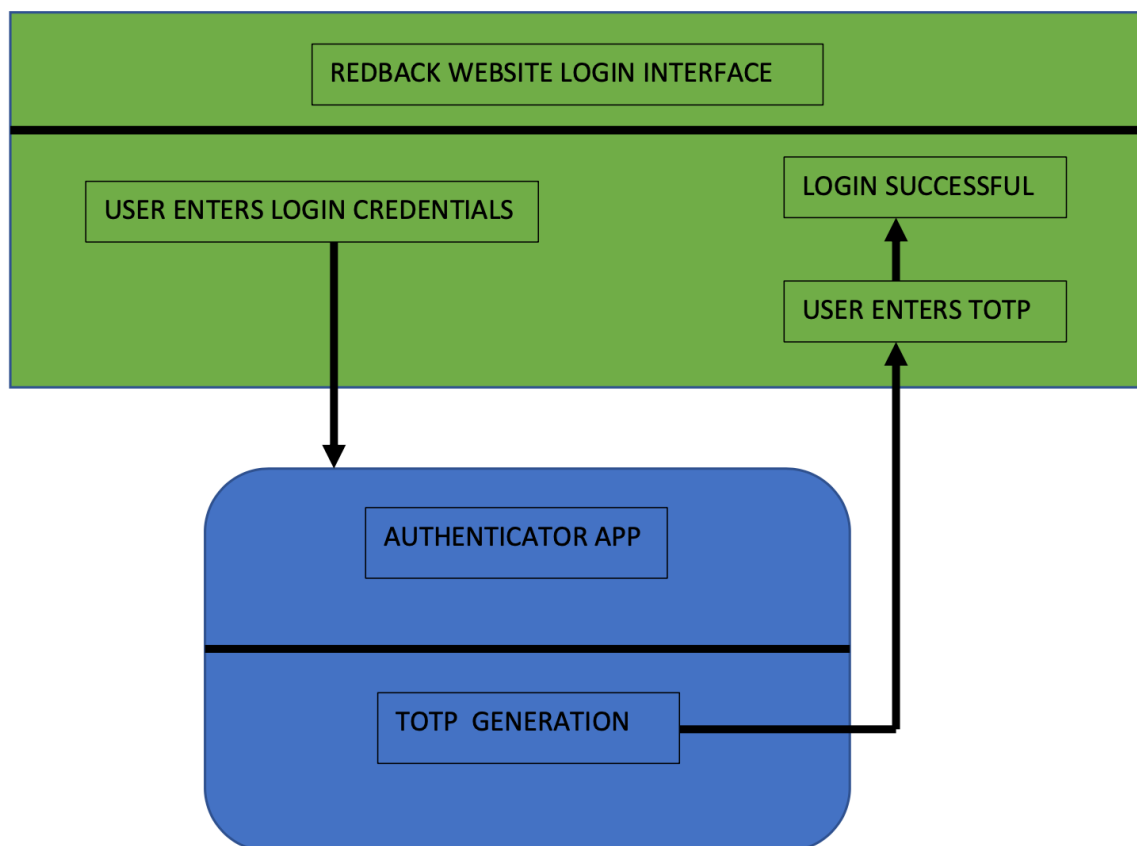 REDBACK WEBSITE LOGIN INTERFACE
USER ENTERS LOGIN CREDENTIALS
LOGIN SUCCESSFUL
USER ENTERS TOTP
AUTHENTICATOR APP
TOTP  GENERATION